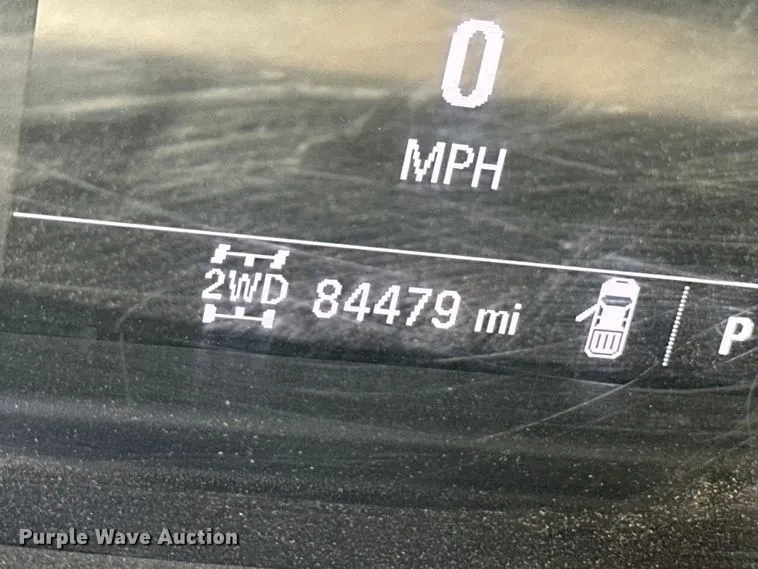 0
MPH
2WD 84479 mi P
Purple Wave Auction